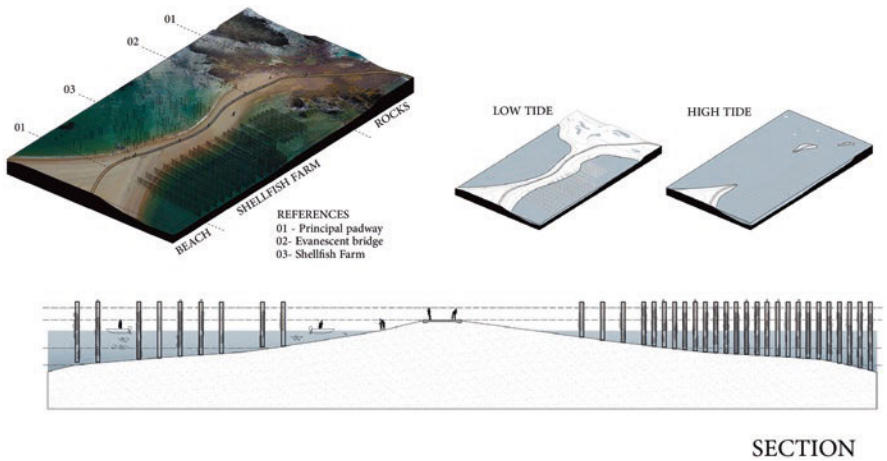 01
02
03
01
BEACH
SHELLFISH FARM
ROCKS
REFERENCES
01 - Principal padway
02- Evanescent bridge
03- Shellfish Farm
LOW TIDE
HIGH TIDE
SECTION